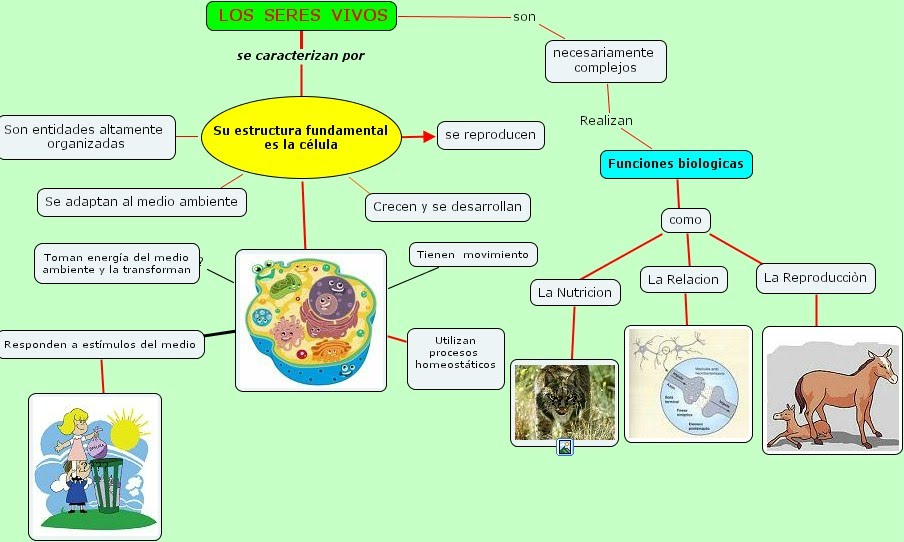 LOS SERES VIVOS
son
se caracterizan por
necesariamente
complejos
Son entidades altamente
organizadas
Su estructura fundamental
es la célula
se reproducen
Realizan
Funciones biologicas
Se adaptan al medio ambiente
Crecen y se desarrollan
como
Toman energía del medio
ambiente y la transforman
?
Tienen movimiento
La Nutricion
La Relacion
La Reproducciòn
Responden a estímulos del medio
Utilizan
procesos
homeostáticos